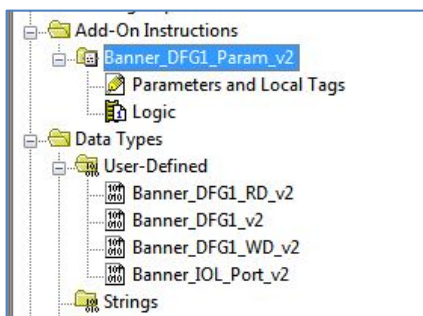 Add-On Instructions
Banner_DFG1_Param_v2
Parameters and Local Tags
Logic
Data Types
User-Defined
Banner_DFG1_RD_v2
Banner_DFG1_v2
Banner_DFG1_WD_v2
Banner_IOL_Port_v2
Strings